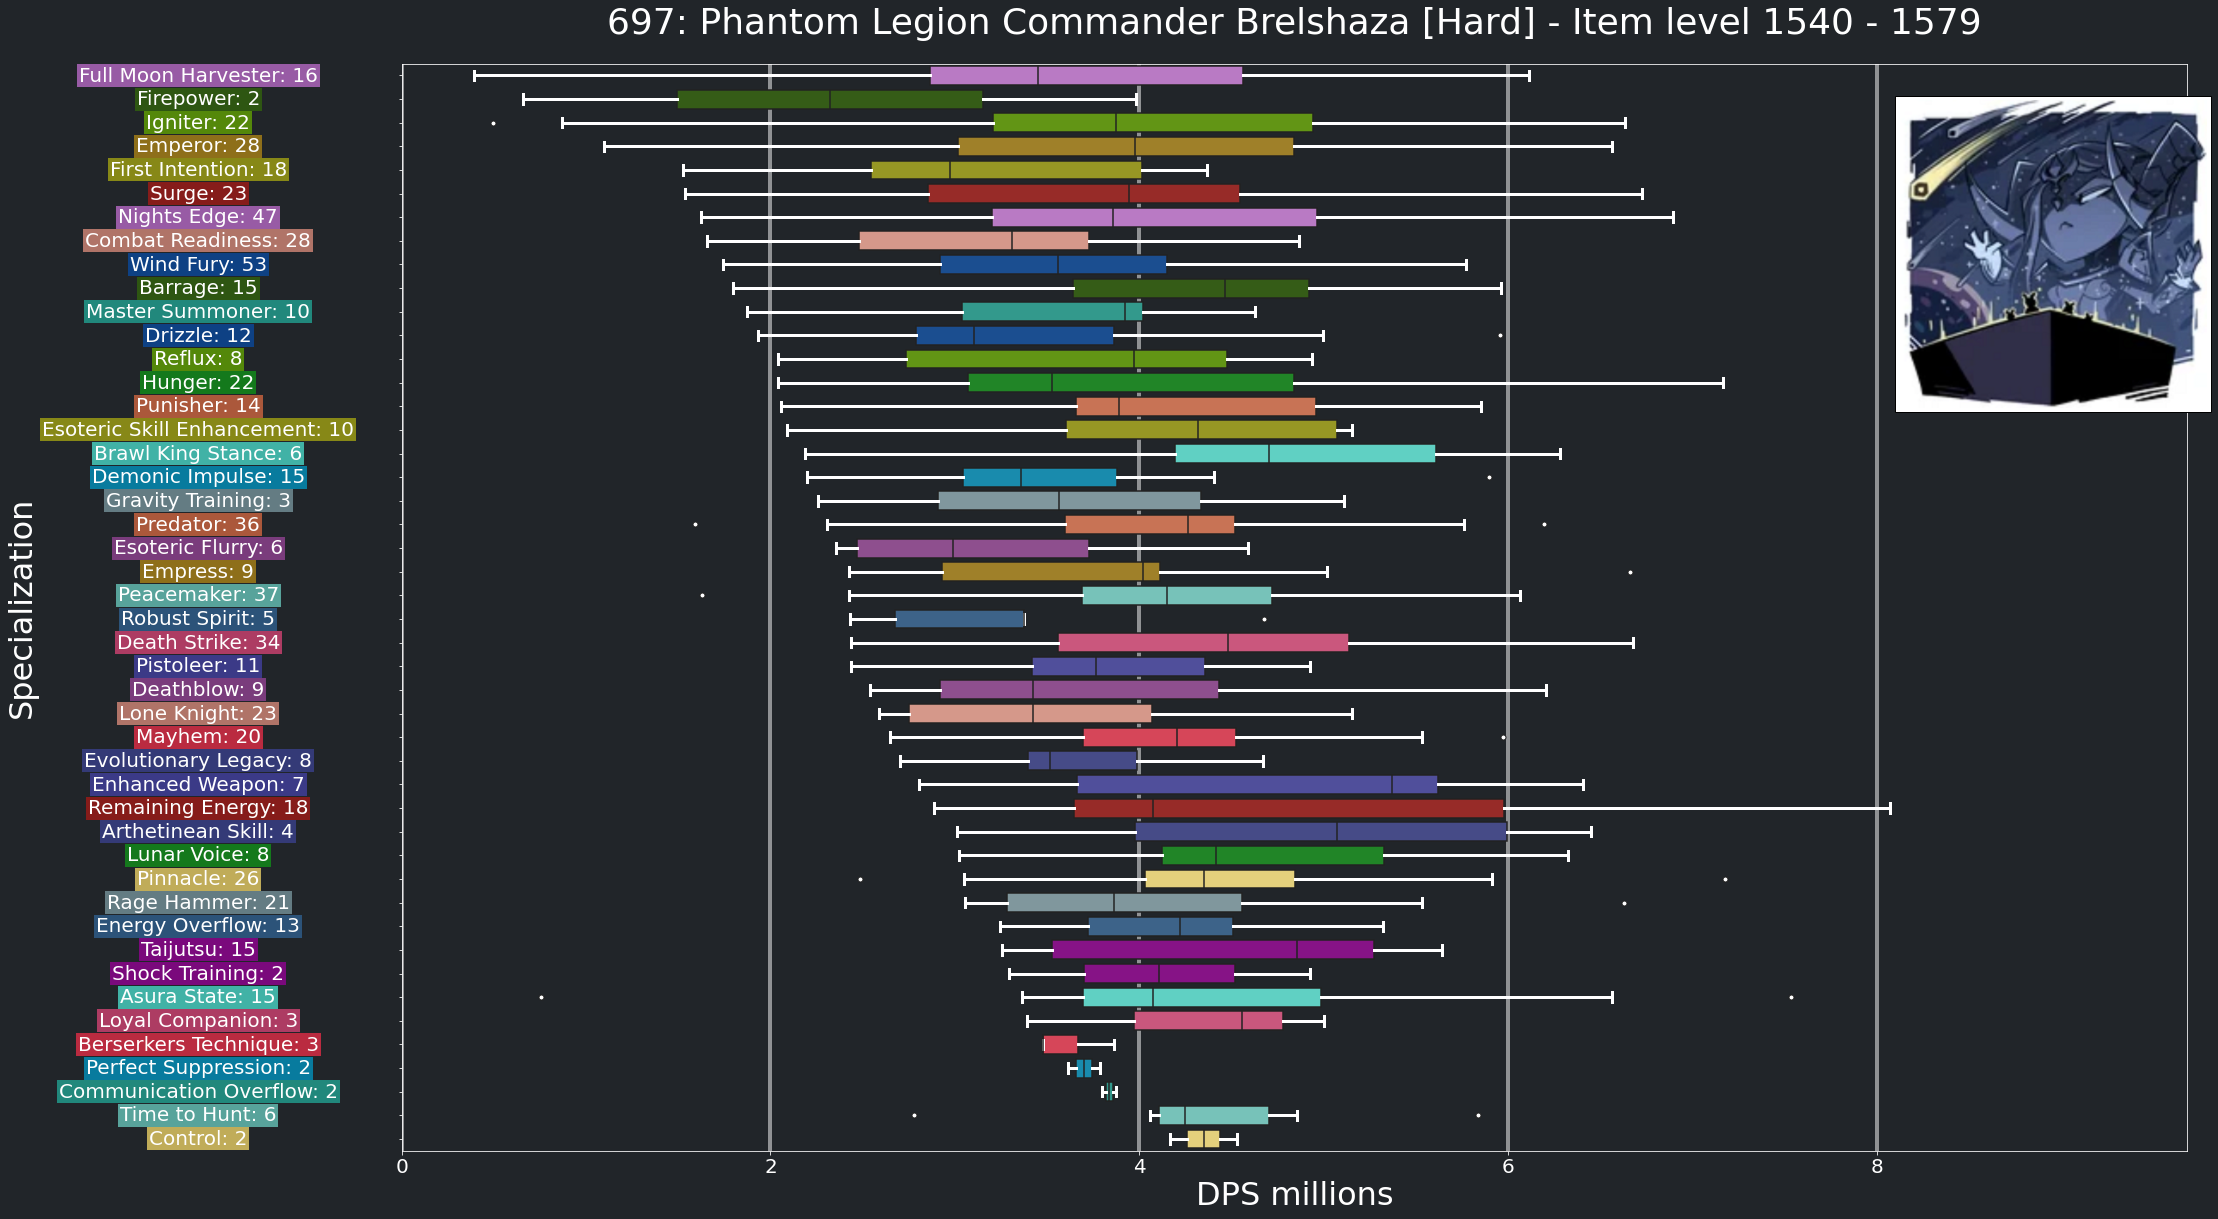 697: Phantom Legion Commander Brelshaza [Hard] - Item level 1540 - 1579
Full Moon Harvester: 16
Firepower: 2
Igniter: 22
Emperor: 28
First Intention: 18
Surge: 23
Nights Edge: 47
Combat Readiness: 28
Wind Fury: 53
Barrage: 15
Master Summoner: 10
Drizzle: 12
Reflux: 8
Hunger: 22
Punisher: 14
Esoteric Skill Enhancement: 10
Brawl King Stance: 6
Demonic Impulse: 15
Gravity Training: 3
Predator: 36
Esoteric Flurry: 6
Empress: 9
Peacemaker: 37
Robust Spirit: 5
Death Strike: 34
Pistoleer: 11
Deathblow: 9
Lone Knight: 23
Mayhem: 20
Evolutionary Legacy: 8
Enhanced Weapon: 7
Remaining Energy: 18
Arthetinean Skill: 4
Lunar Voice: 8
Pinnacle: 26
Rage Hammer: 21
Energy Overflow: 13
Taijutsu: 15
Shock Training: 2
Asura State: 15
Loyal Companion: 3
Berserkers Technique: 3
Perfect Suppression: 2
Communication Overflow: 2
Time to Hunt: 6
Control: 2
Specialization
0 2 4 6 8
DPS millions